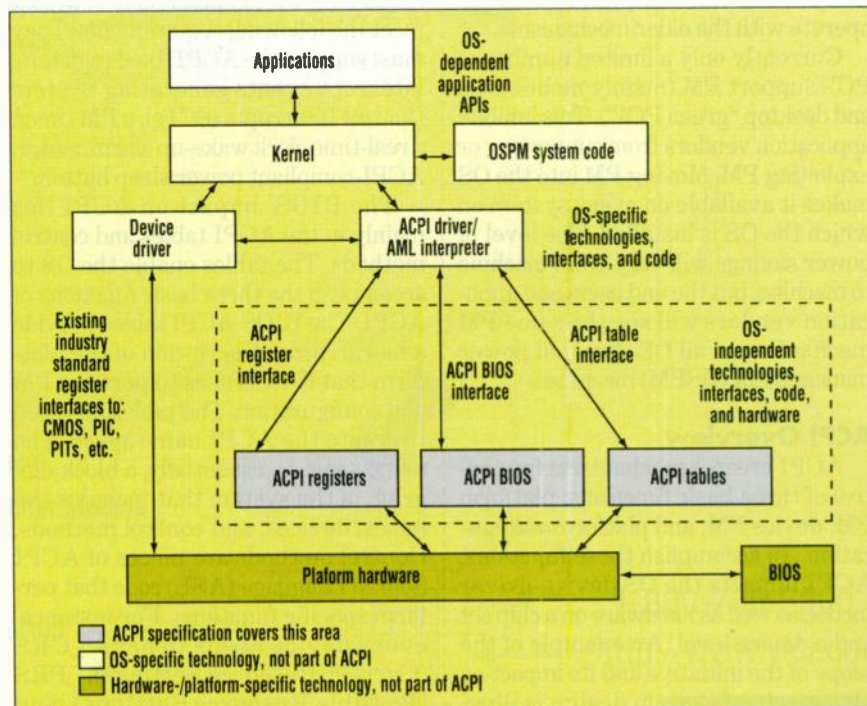 Applications
OS-
dependent
application
APIs
Kernel
OSPM system code
Device
driver
ACPI driver/
AML interpreter
OS-specific
technologies,
interfaces, and code
Existing
industry
standard
register
interfaces to:
CMOS, PIC,
PITs, etc.
ACPI
register
interface
ACPI BIOS
interface
ACPI table
interface
OS-
independent
technologies,
interfaces,
code,
and hardware
ACPI registers
ACPI BIOS
ACPI tables
Plaform hardware
BIOS
ACPI specification covers this area
OS-specific technology, not part of ACPI
Hardware-/platform-specific technology, not part of ACPI